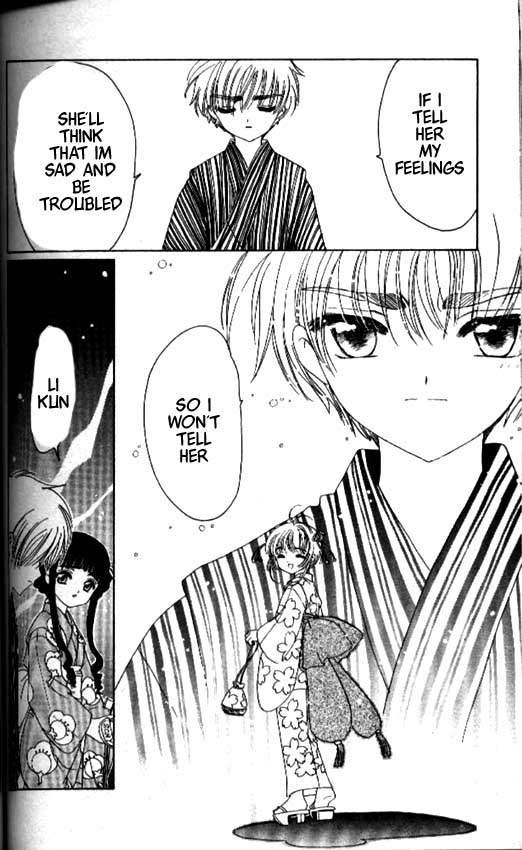 IF I
TELL
HER
MY
FEELINGS
SHE'LL
THINK
THAT IM
SAD AND
BE
TROUBLED
SO I
WON'T
TELL
HER
LI
KUN